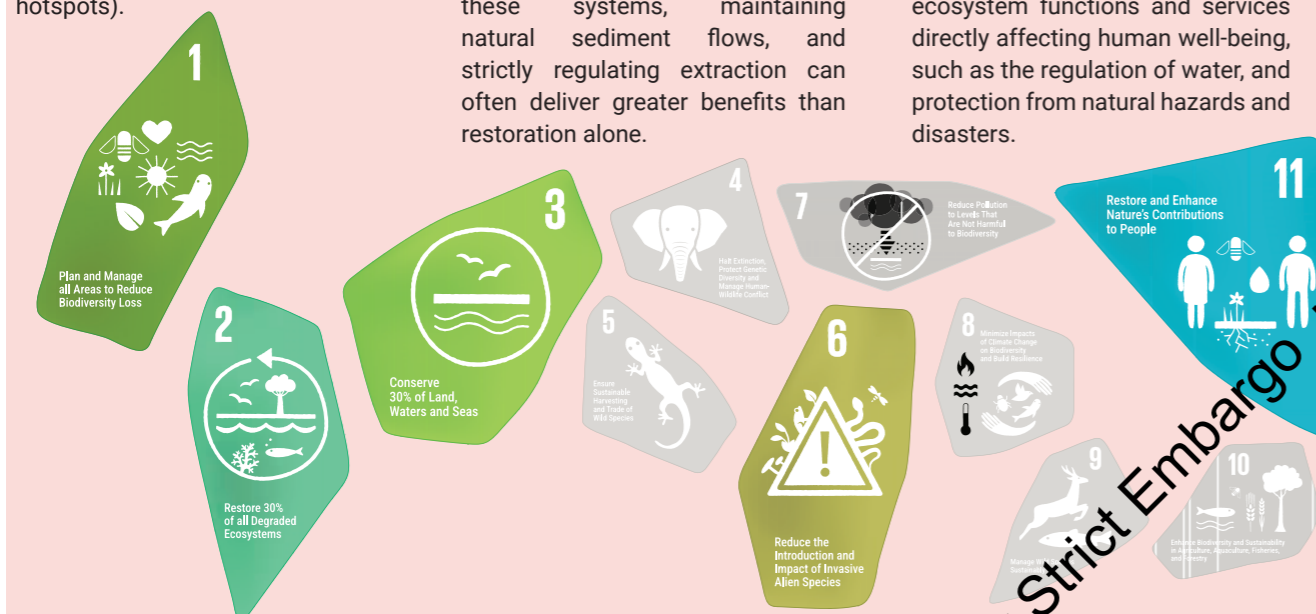 hotspots).
these systems, maintaining
natural sediment flows, and
strictly regulating extraction can
often deliver greater benefits than
restoration alone.
ecosystem functions and services
directly affecting human well-being,
such as the regulation of water, and
protection from natural hazards and
disasters.
1
Plan and Manage
all Areas to Reduce
Biodiversity Loss
2
Restore 30%
of all Degraded
Ecosystems
3
Conserve
30% of Land,
Waters and Seas
4
Halt Extinction,
Protect Genetic
Diversity and
Manage Human-
Wildlife Conflict
5
Ensure
Sustainable
Harvesting
and Trade of
Wild Species
6
Reduce the
Introduction and
Impact of Invasive
Alien Species
7
Reduce Pollution
to Levels That
Are Not Harmful
to Biodiversity
8
Minimize Impacts
of Climate Change
on Biodiversity
and Build Resilience
9
Manage
Sustainab
10
Enhance Biodiversity and Sustainability
in Agriculture, Aquaculture, Fisheries,
and Forestry
11
Restore and Enhance
Nature's Contributions
to People
Strict Embargo